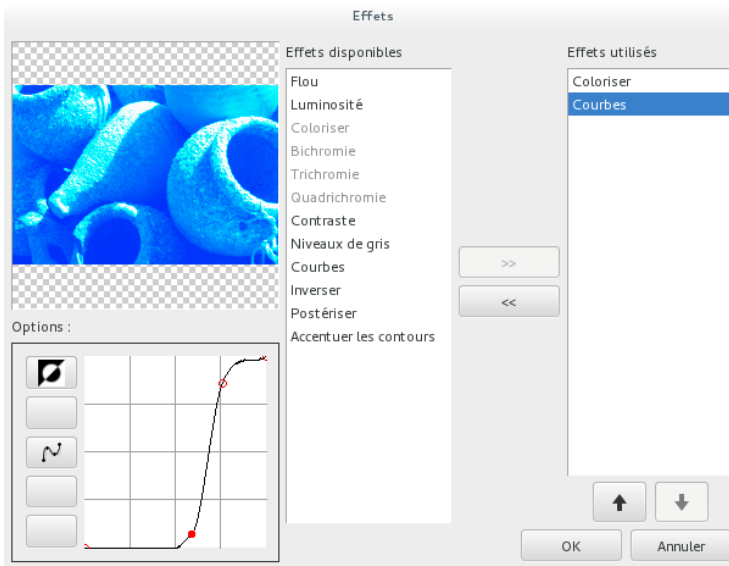 Effets
Effets disponibles
Flou
Luminosité
Coloriser
Bichromie
Trichromie
Quadrichromie
Contraste
Niveaux de gris
Courbes
Inverser
Postériser
Accentuer les contours
>>
<<
Effets utilisés
Coloriser
Courbes
Options :
OK
Annuler